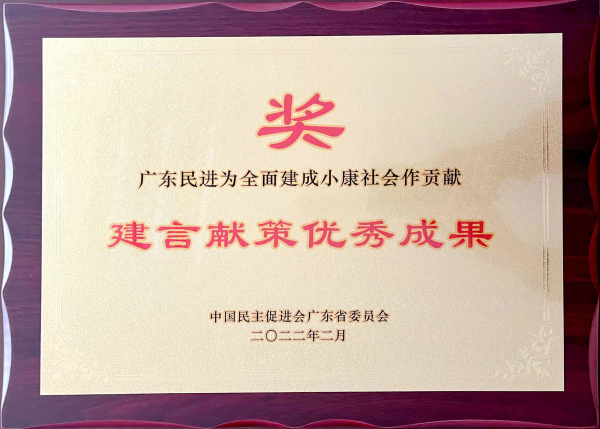 奖
广东民进为全面建成小康社会作贡献
建言献策优秀成果
中国民主促进会广东省委员会
二〇二二年二月